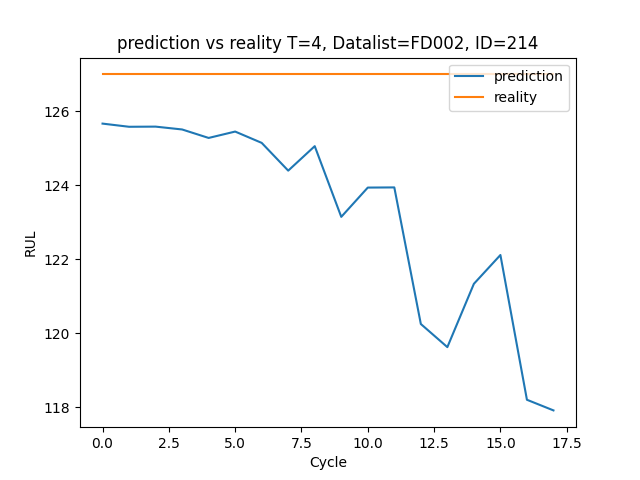 prediction vs reality T=4, Datalist=FD002, ID=214
prediction
reality
126
124
122
120
118
RUL
0.0 2.5 5.0 7.5 10.0 12.5 15.0 17.5
Cycle